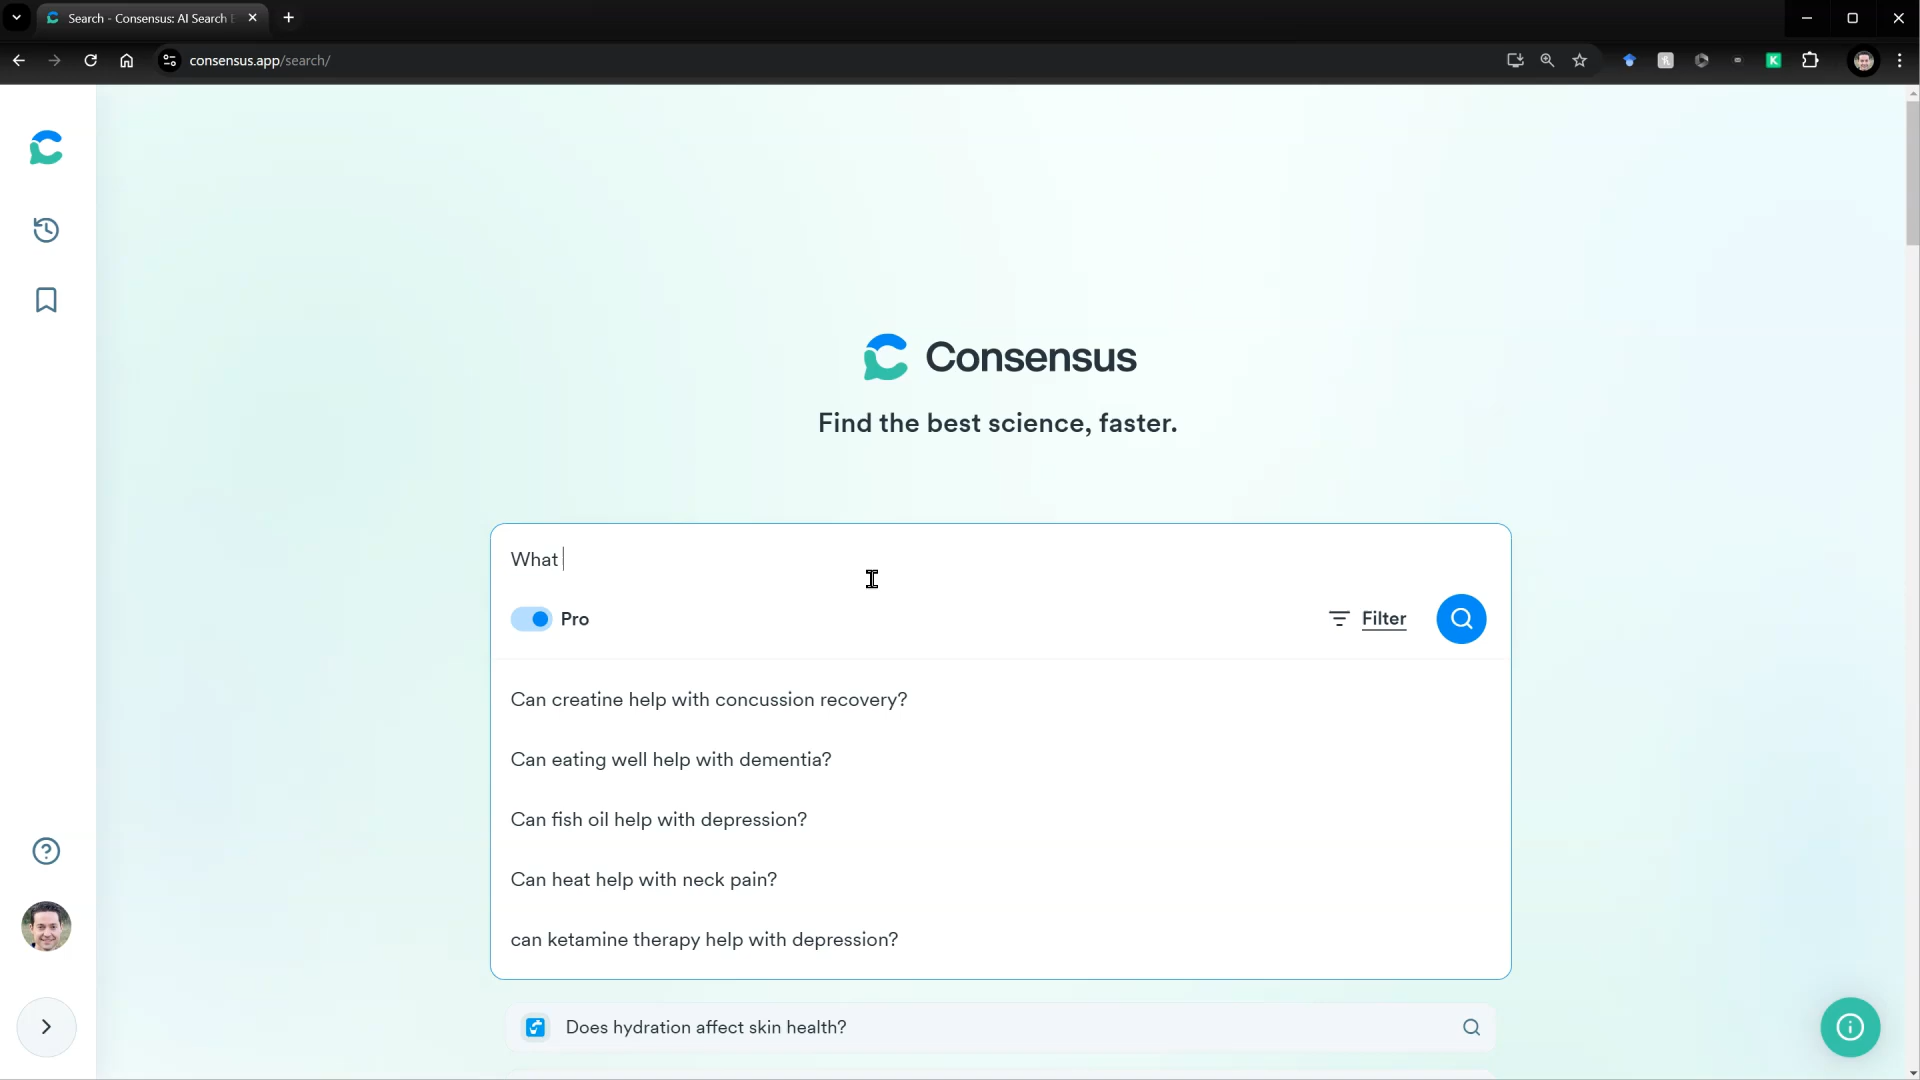 Search - Consensus: AI Search
consensus.app/search/
Consensus
Find the best science, faster.
What
Pro
Filter
Can creatine help with concussion recovery?
Can eating well help with dementia?
Can fish oil help with depression?
Can heat help with neck pain?
can ketamine therapy help with depression?
Does hydration affect skin health?